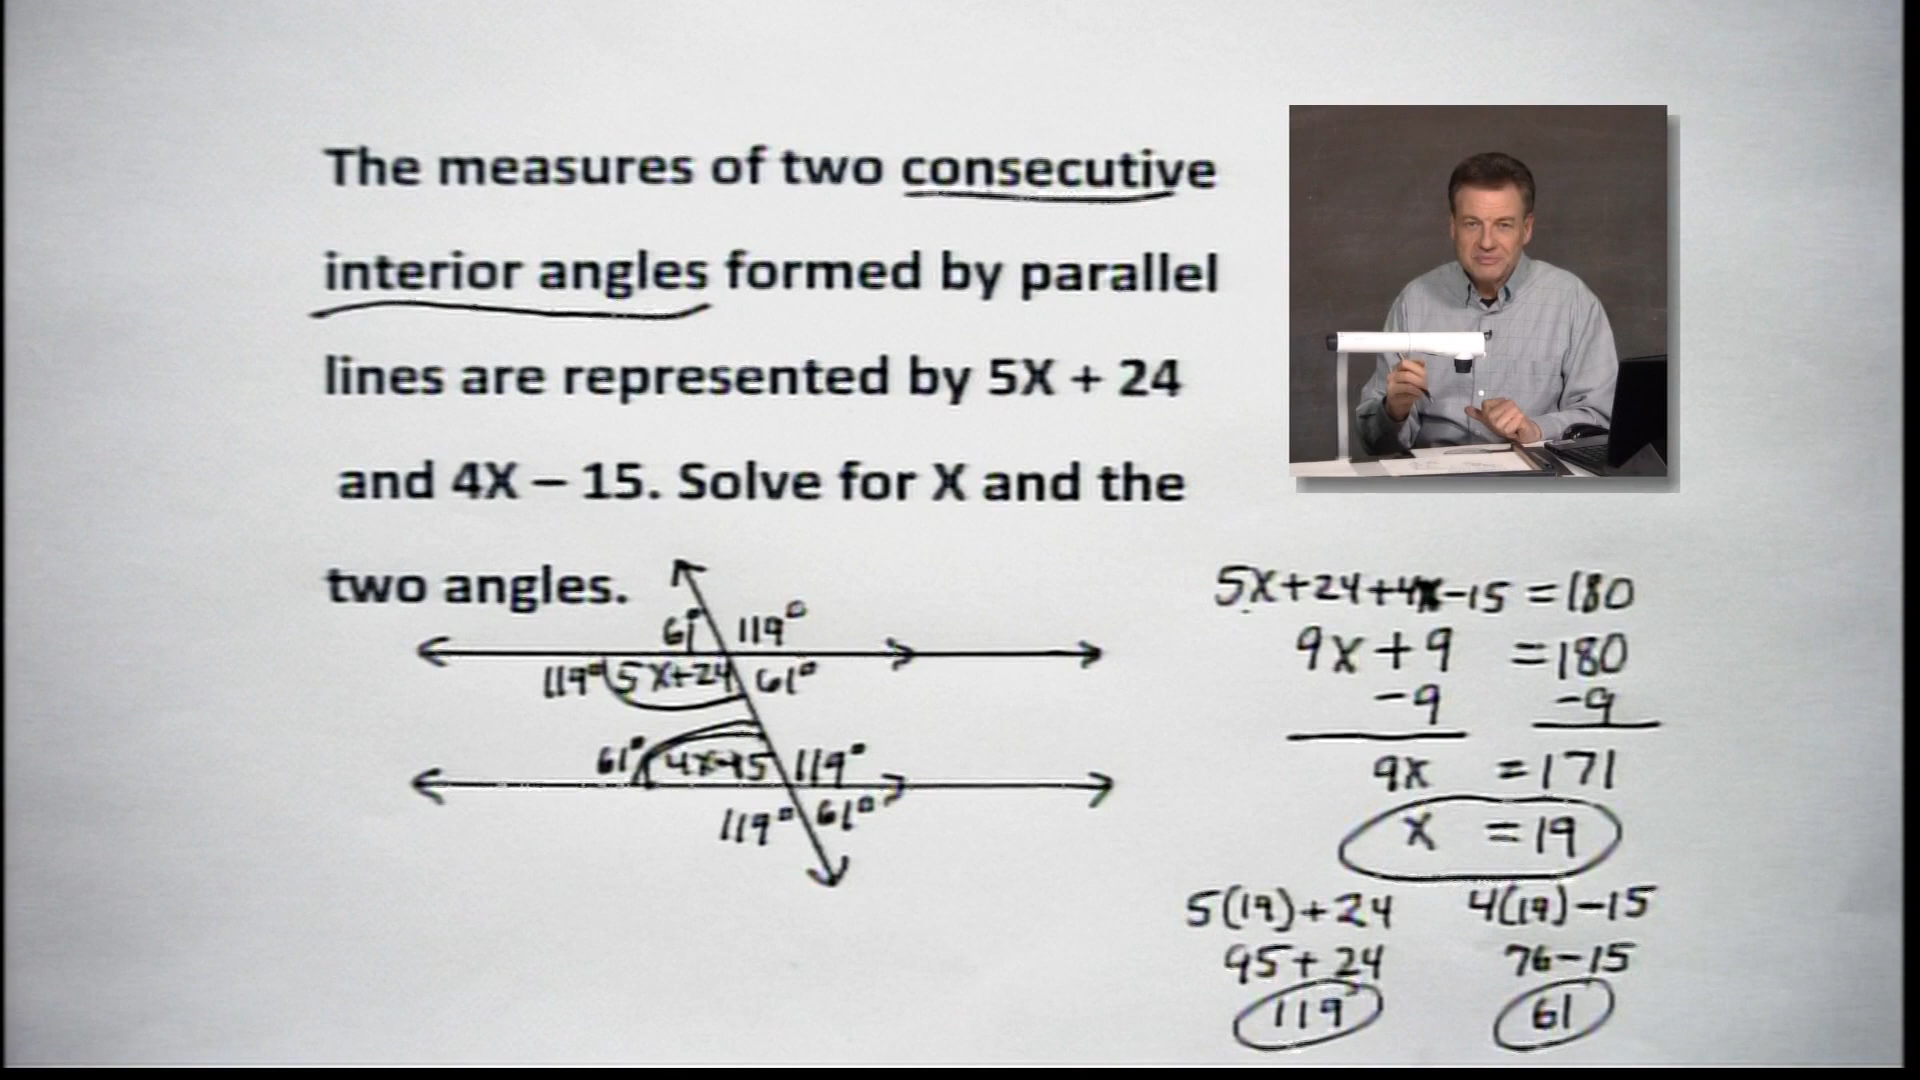 The measures of two consecutive
interior angles formed by parallel
lines are represented by 5X + 24
and 4X – 15. Solve for X and the
two angles.
61° 119°
119° 5x+24 61°
61° 4x-15 119°
119° 61°
5x+24+4x-15 =180
9x+9 =180
-9 -9
9x =171
x =19
5(19)+24 4(19)-15
95+24 76-15
119 61